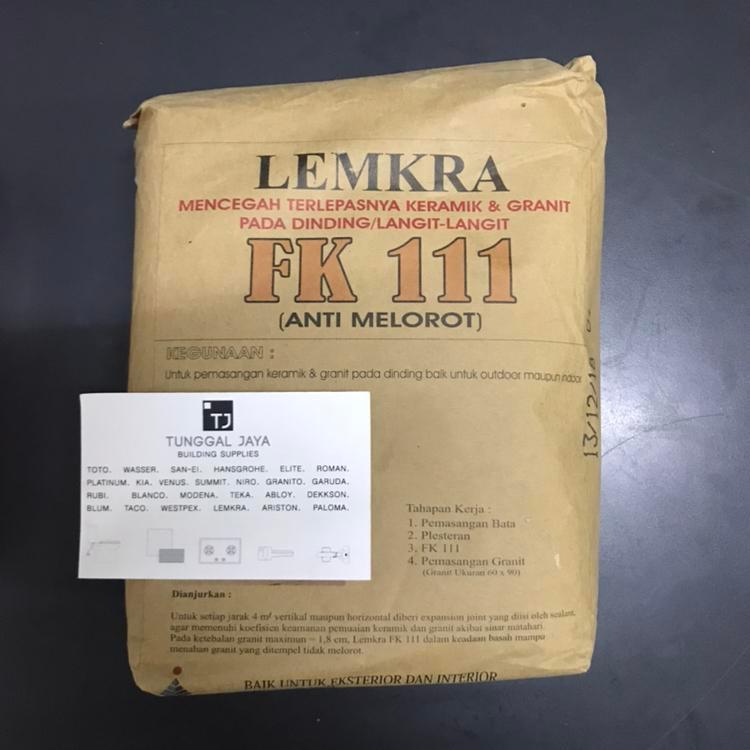 LEMKRA
MENCEGAH TERLEPASNYA KERAMIK & GRANIT
PADA DINDING/LANGIT-LANGIT
FK 111
(ANTI MELOROT)
KEGUNAAN :
Untuk pemasangan keramik & granit pada dinding baik untuk outdoor maupun indoor
13/12/18
TJ
TUNGGAL JAYA
BUILDING SUPPLIES
TOTO. WASSER. SAN-EI. HANSGROHE. ELITE. ROMAN.
PLATINUM. KIA. VENUS. SUMMIT. NIRO. GRANITO. GARUDA.
RUBI. BLANCO. MODENA. TEKA. ABLOY. DEKKSON.
BLUM. TACO. WESTPEX. LEMKRA. ARISTON. PALOMA.
Tahapan Kerja :
1. Pemasangan Bata
2. Plesteran
3. FK 111
4. Pemasangan Granit
(Granit Ukuran 60 x 90)
Dianjurkan :
Untuk setiap jarak 4 m² vertikal maupun horizontal diberi expansion joint yang diisi oleh sealant,
agar memenuhi koefisien keamanan pemuaian keramik dan granit akibat sinar matahari.
Pada ketebalan granit maximun = 1,8 cm, Lemkra FK 111 dalam keadaan basah mampu
menahan granit yang ditempel tidak melorot.
BAIK UNTUK EKSTERIOR DAN INTERIOR